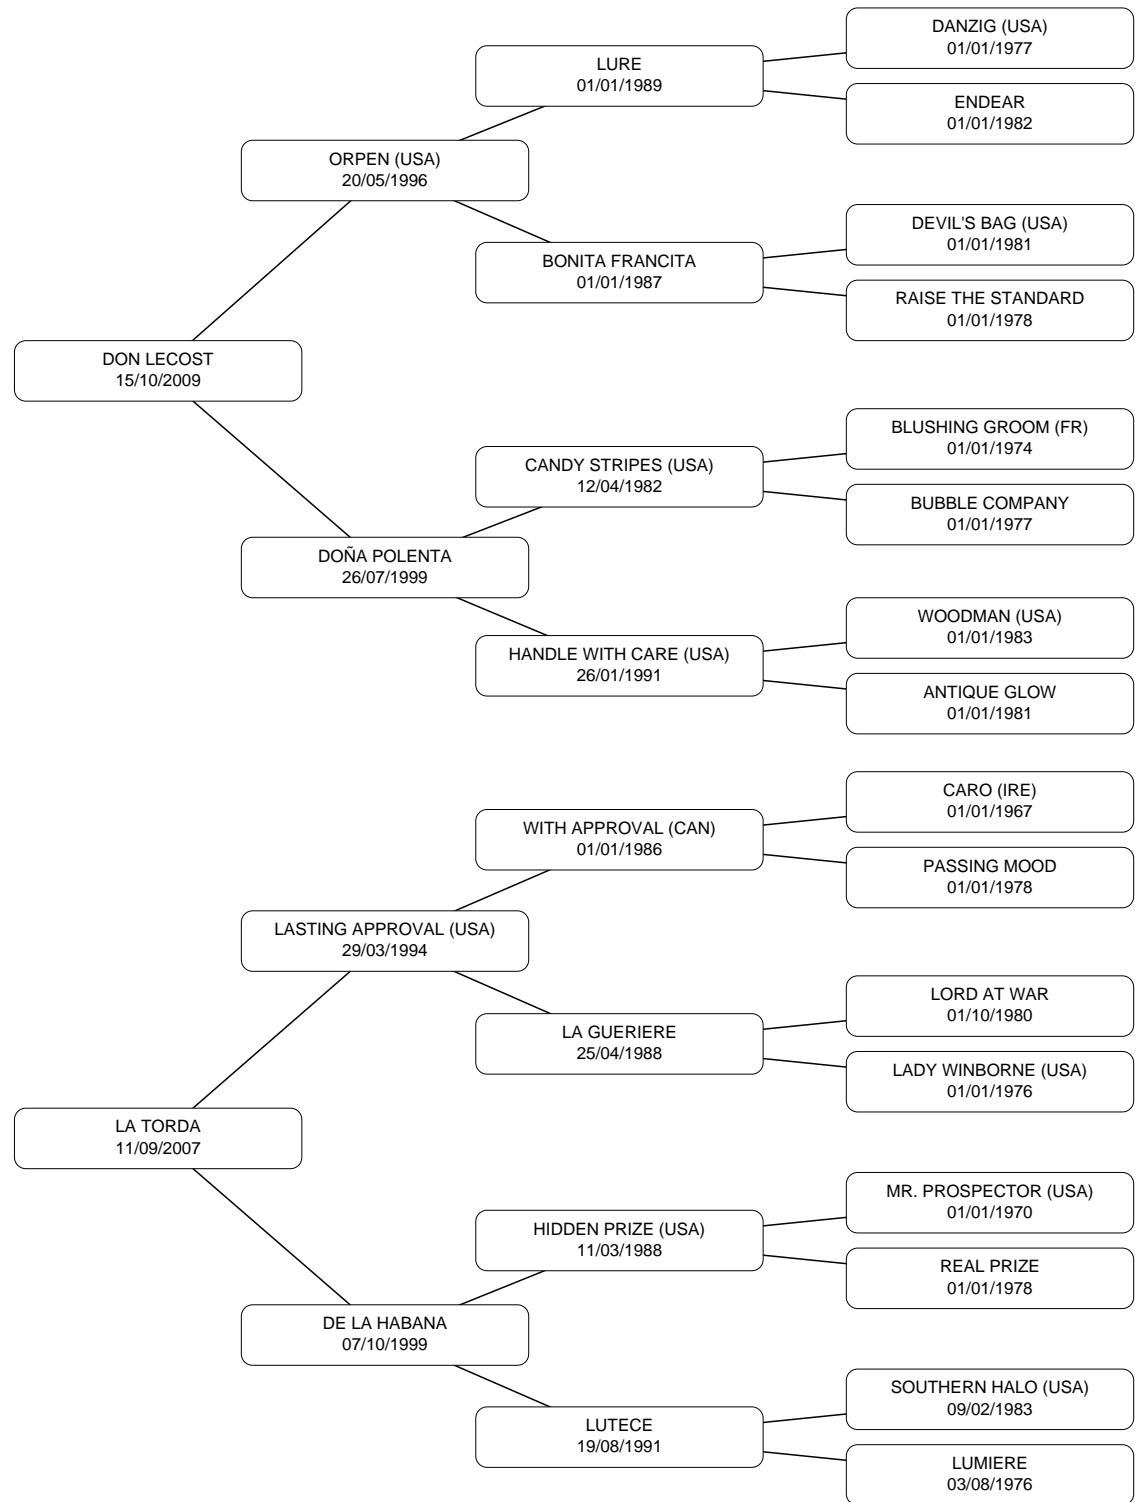 DANZIG (USA)
01/01/1977
LURE
01/01/1989
ENDEAR
01/01/1982
ORPEN (USA)
20/05/1996
DEVIL'S BAG (USA)
01/01/1981
BONITA FRANCITA
01/01/1987
RAISE THE STANDARD
01/01/1978
DON LECOST
15/10/2009
BLUSHING GROOM (FR)
01/01/1974
CANDY STRIPES (USA)
12/04/1982
BUBBLE COMPANY
01/01/1977
DOÑA POLENTA
26/07/1999
WOODMAN (USA)
01/01/1983
HANDLE WITH CARE (USA)
26/01/1991
ANTIQUE GLOW
01/01/1981
CARO (IRE)
01/01/1967
WITH APPROVAL (CAN)
01/01/1986
PASSING MOOD
01/01/1978
LASTING APPROVAL (USA)
29/03/1994
LORD AT WAR
01/10/1980
LA GUERIERE
25/04/1988
LADY WINBORNE (USA)
01/01/1976
LA TORDA
11/09/2007
MR. PROSPECTOR (USA)
01/01/1970
HIDDEN PRIZE (USA)
11/03/1988
REAL PRIZE
01/01/1978
DE LA HABANA
07/10/1999
SOUTHERN HALO (USA)
09/02/1983
LUTECE
19/08/1991
LUMIERE
03/08/1976